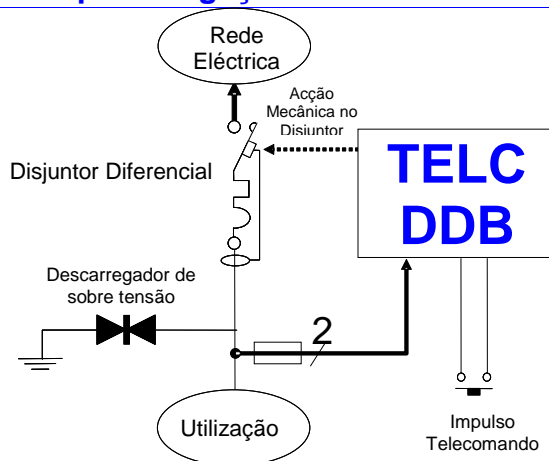 Rede
Eléctrica
Acção
Mecânica no
Disjuntor
TELC
DDB
Disjuntor Diferencial
Descarregador de
sobre tensão
2
Utilização
Impulso
Telecomando